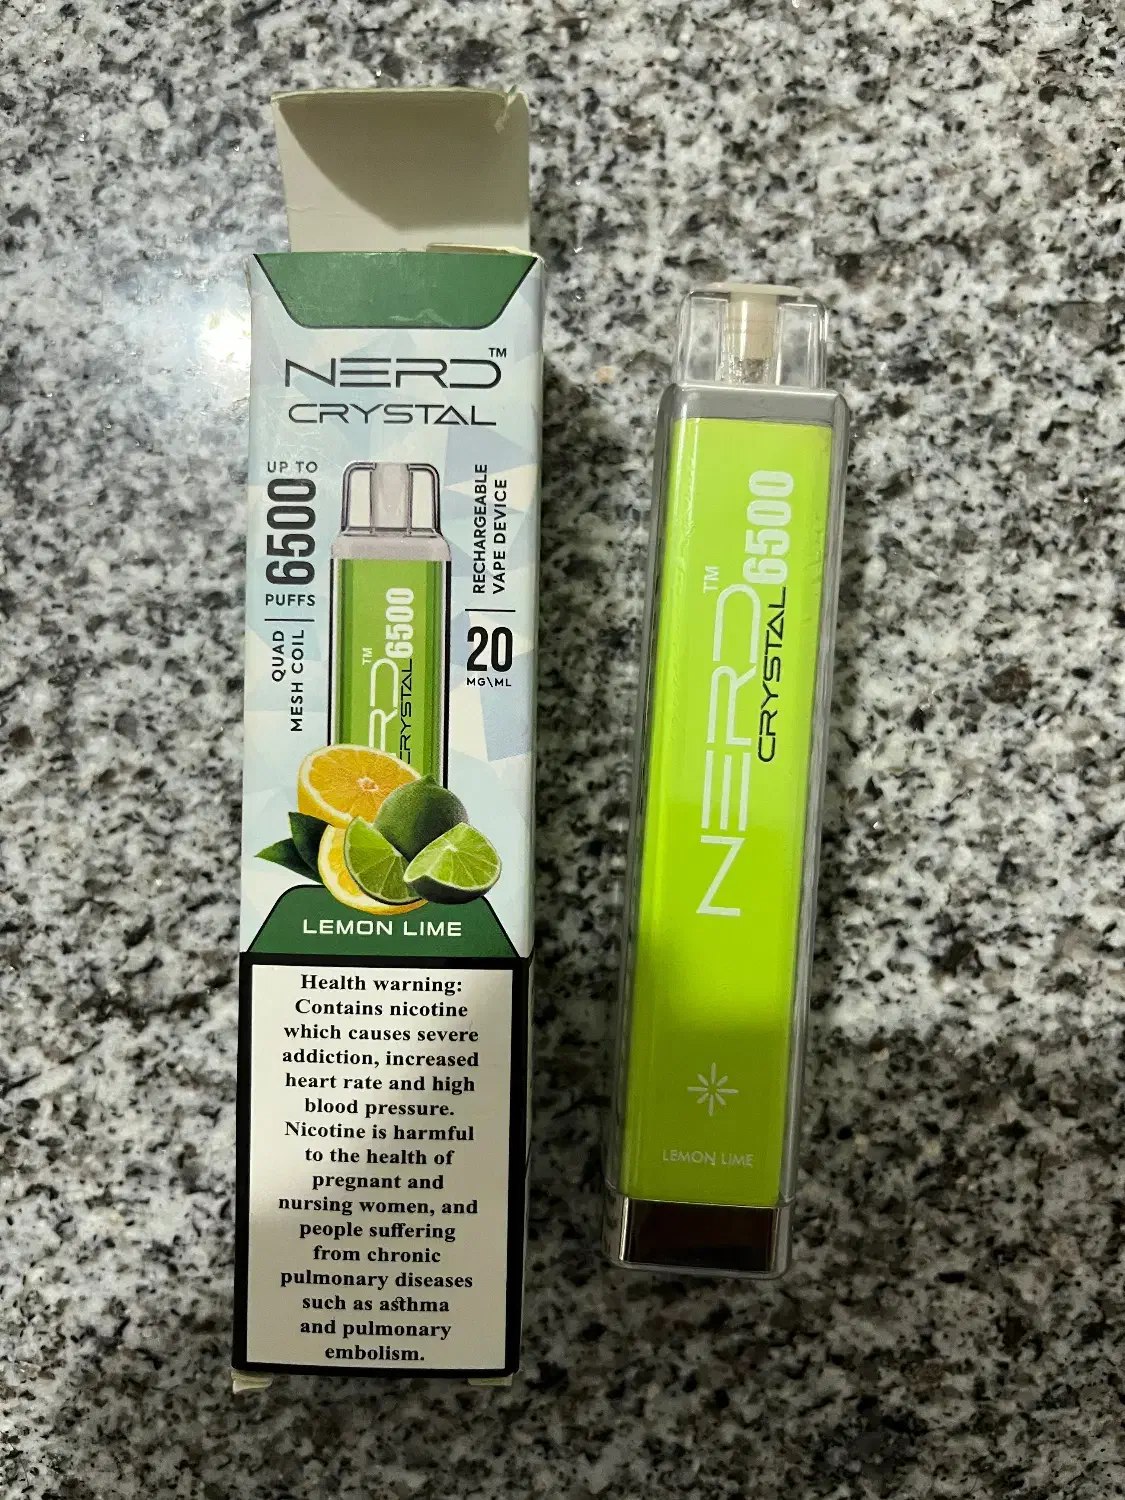 NERD™
CRYSTAL
UP TO
6500
PUFFS
QUAD
MESH COIL
RECHARGEABLE
VAPE DEVICE
20
MG\ML
RD™
CRYSTAL
6500
LEMON LIME
Health warning:
Contains nicotine
which causes severe
addiction, increased
heart rate and high
blood pressure.
Nicotine is harmful
to the health of
pregnant and
nursing women, and
people suffering
from chronic
pulmonary diseases
such as asthma
and pulmonary
embolism.
NERD™
CRYSTAL
6500
LEMON LIME